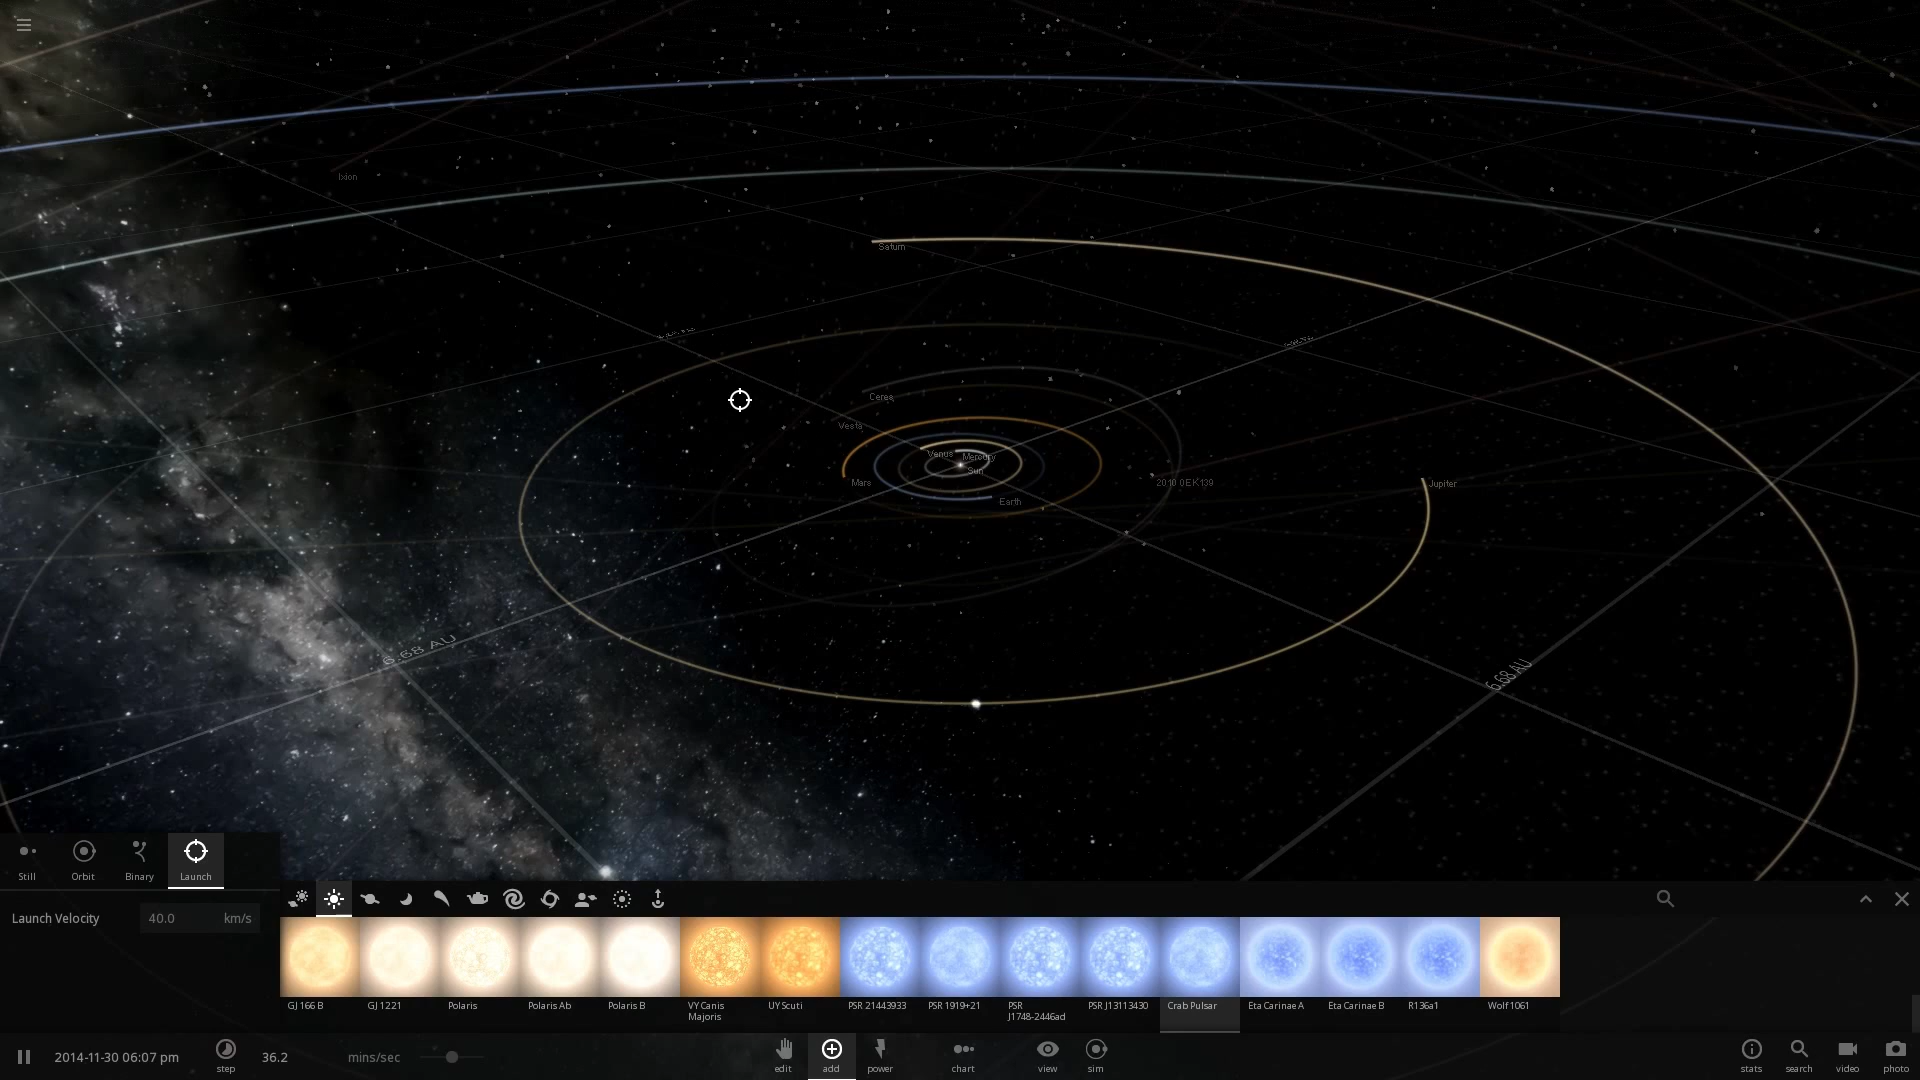 Ixion
Saturn
Ceres
Vesta
Venus
Mercury
Sun
Mars
Earth
2010 OEK139
Jupiter
6.68 AU
6.68 AU
Still
Orbit
Binary
Launch
Launch Velocity
40.0
km/s
GJ 166 B
GJ 1221
Polaris
Polaris Ab
Polaris B
VY Canis
Majoris
UY Scuti
PSR 21443933
PSR 1919+21
PSR
J1748-2446ad
PSR J13113430
Crab Pulsar
Eta Carinae A
Eta Carinae B
R136a1
Wolf 1061
2014-11-30 06:07 pm
step
36.2
mins/sec
edit
add
power
chart
view
sim
stats
search
video
photo